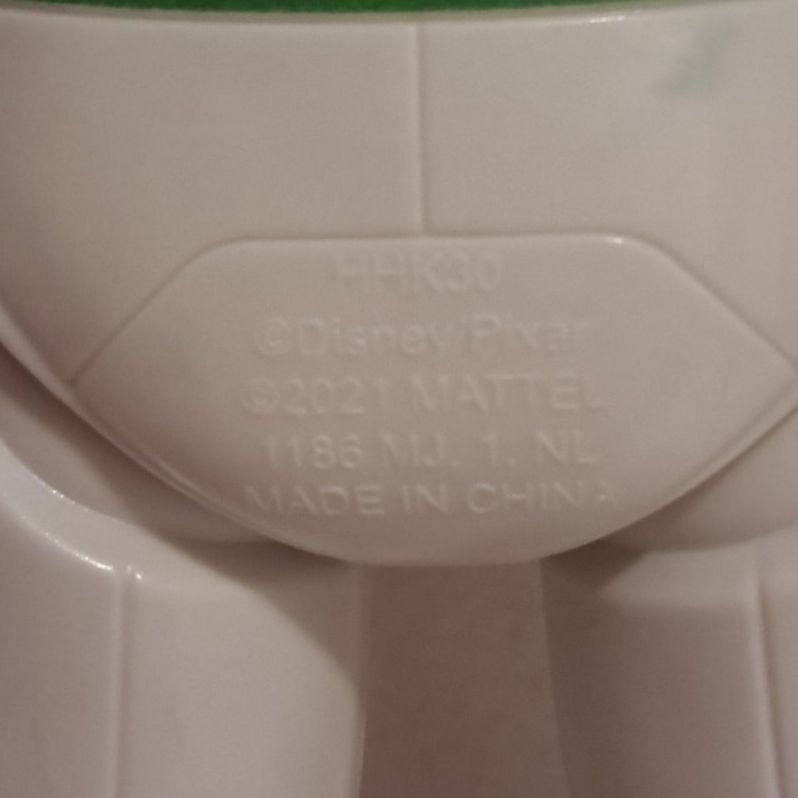 HHK30
©Disney/Pixar
©2021 MATTEL
1186 MJ. 1. NL
MADE IN CHINA